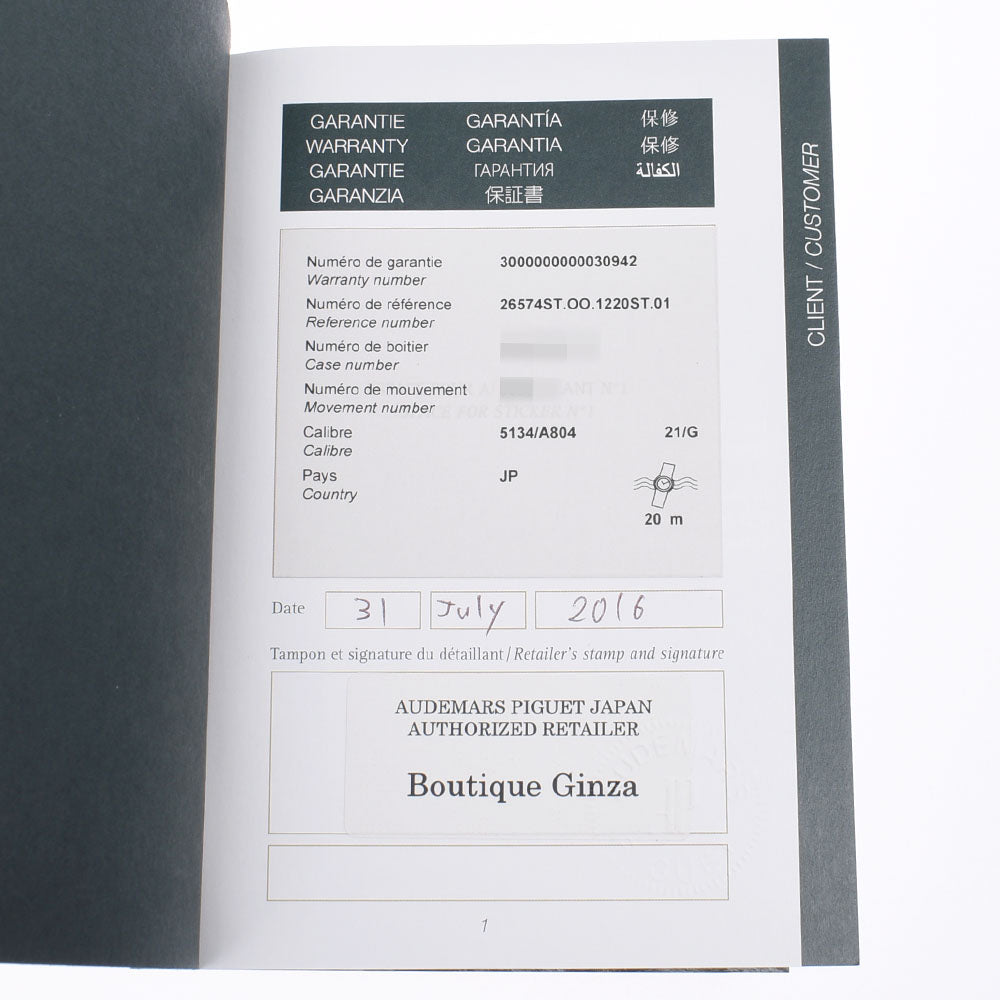 GARANTIE GARANTÍA 保修
WARRANTY GARANTIA 保修
GARANTIE ГАРАНТИЯ الكفالة
GARANZIA 保証書
CLIENT / CUSTOMER
Numéro de garantie 3000000000030942
Warranty number
Numéro de référence 26574ST.OO.1220ST.01
Reference number
Numéro de boitier
Case number
Numéro de mouvement
Movement number
FOR STICKER N°1
Calibre 5134/A804 21/G
Calibre
Pays JP
Country
20 m
Date 31 July 2016
Tampon et signature du détaillant / Retailer's stamp and signature
AUDEMARS PIGUET JAPAN
AUTHORIZED RETAILER
Boutique Ginza
1